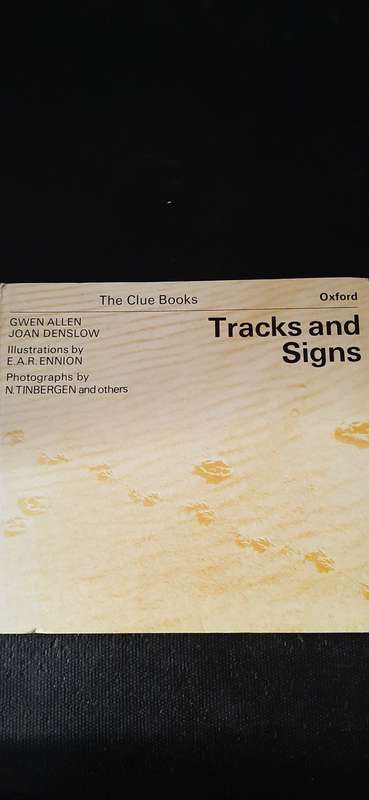 The Clue Books
Oxford
GWEN ALLEN
JOAN DENSLOW
Illustrations by
E.A.R. ENNION
Photographs by
N. TINBERGEN and others
Tracks and
Signs